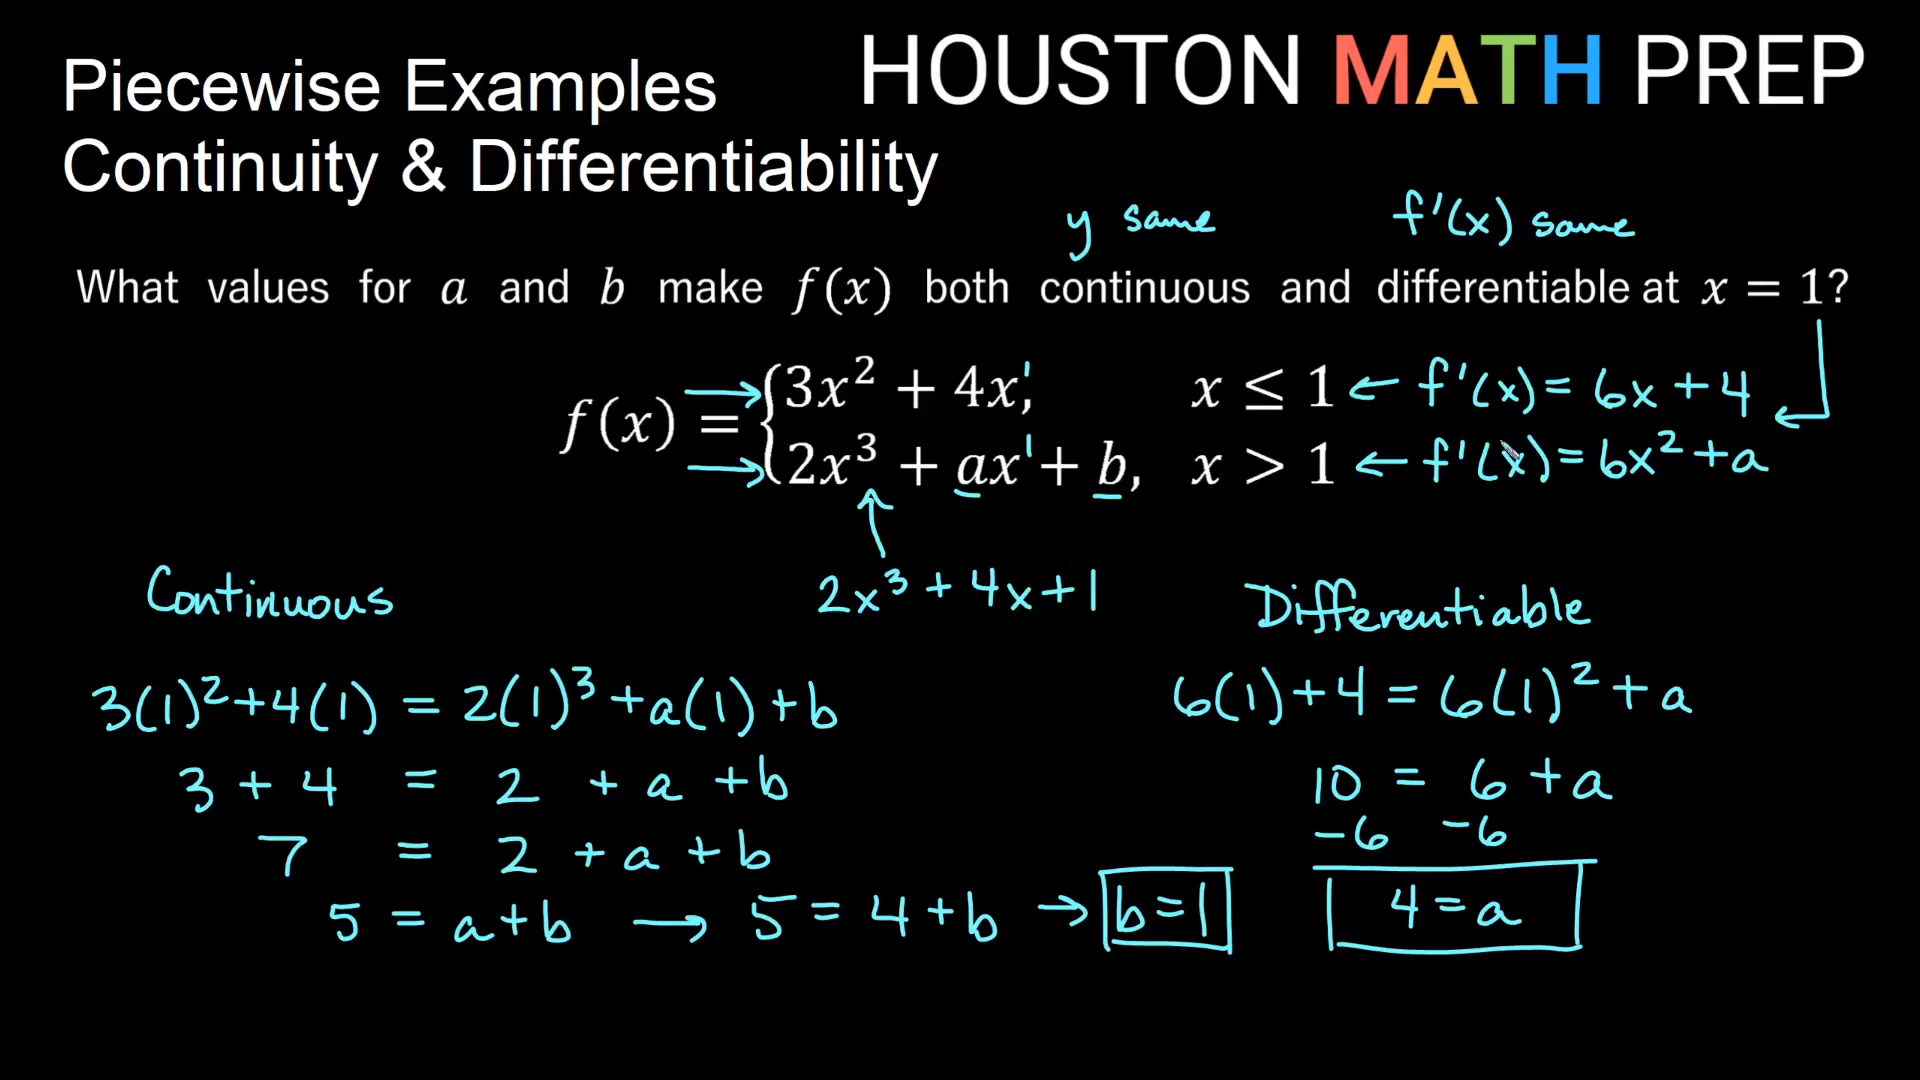 HOUSTON MATH PREP
Piecewise Examples
Continuity & Differentiability
y same f'(x) same
What values for a and b make f(x) both continuous and differentiable at x = 1?
f(x) = { 3x² + 4x', x ≤ 1 ← f'(x) = 6x + 4
2x³ + ax' + b, x > 1 ← f'(x) = 6x² + a
2x³ + 4x + 1
Continuous
3(1)² + 4(1) = 2(1)³ + a(1) + b
3 + 4 = 2 + a + b
7 = 2 + a + b
5 = a + b → 5 = 4 + b → b = 1
Differentiable
6(1) + 4 = 6(1)² + a
10 = 6 + a
-6 -6
4 = a